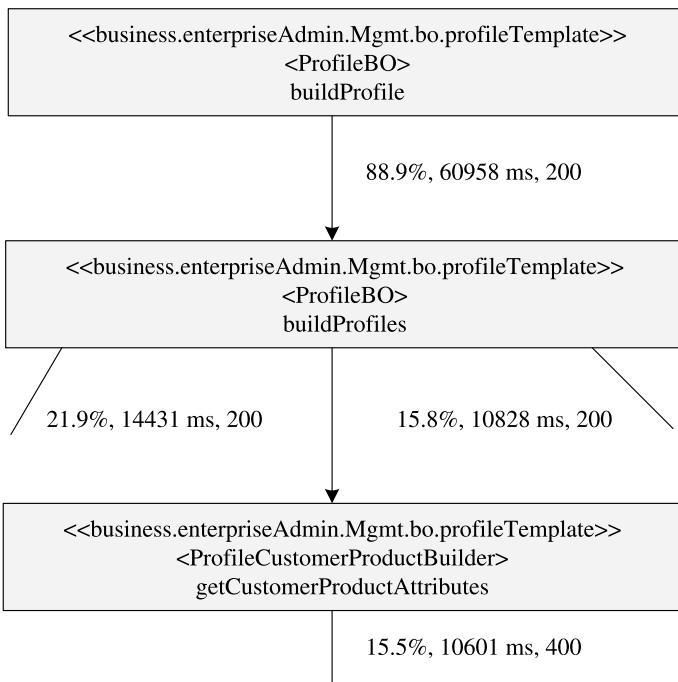 <<business.enterpriseAdmin.Mgmt.bo.profileTemplate>>
<ProfileBO>
buildProfile
88.9%, 60958 ms, 200
<<business.enterpriseAdmin.Mgmt.bo.profileTemplate>>
<ProfileBO>
buildProfiles
21.9%, 14431 ms, 200
15.8%, 10828 ms, 200
<<business.enterpriseAdmin.Mgmt.bo.profileTemplate>>
<ProfileCustomerProductBuilder>
getCustomerProductAttributes
15.5%, 10601 ms, 400